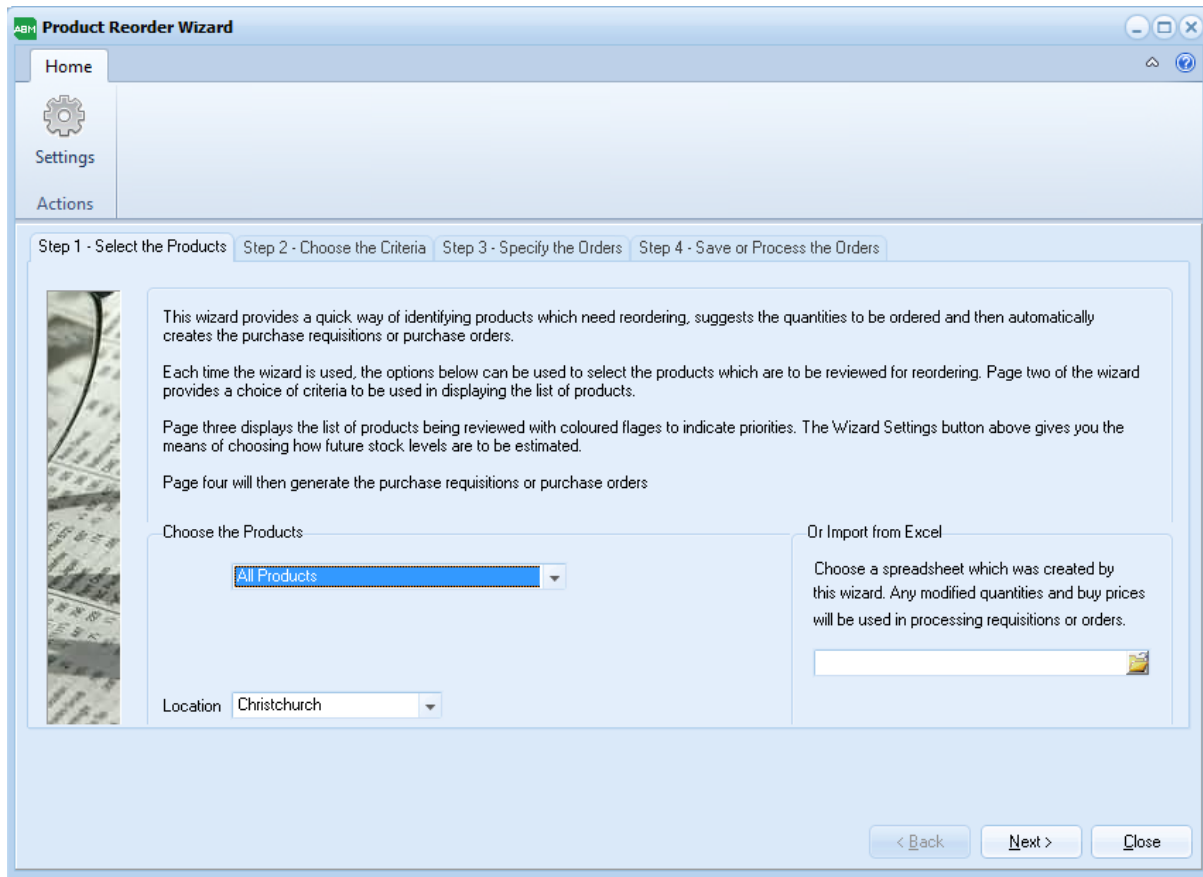 ABM Product Reorder Wizard
Home
Settings
Actions
Step 1 - Select the Products Step 2 - Choose the Criteria Step 3 - Specify the Orders Step 4 - Save or Process the Orders
This wizard provides a quick way of identifying products which need reordering, suggests the quantities to be ordered and then automatically
creates the purchase requisitions or purchase orders.
Each time the wizard is used, the options below can be used to select the products which are to be reviewed for reordering. Page two of the wizard
provides a choice of criteria to be used in displaying the list of products.
Page three displays the list of products being reviewed with coloured flages to indicate priorities. The Wizard Settings button above gives you the
means of choosing how future stock levels are to be estimated.
Page four will then generate the purchase requisitions or purchase orders
Choose the Products
All Products
Location Christchurch
Or Import from Excel
Choose a spreadsheet which was created by
this wizard. Any modified quantities and buy prices
will be used in processing requisitions or orders.
< Back Next > Close